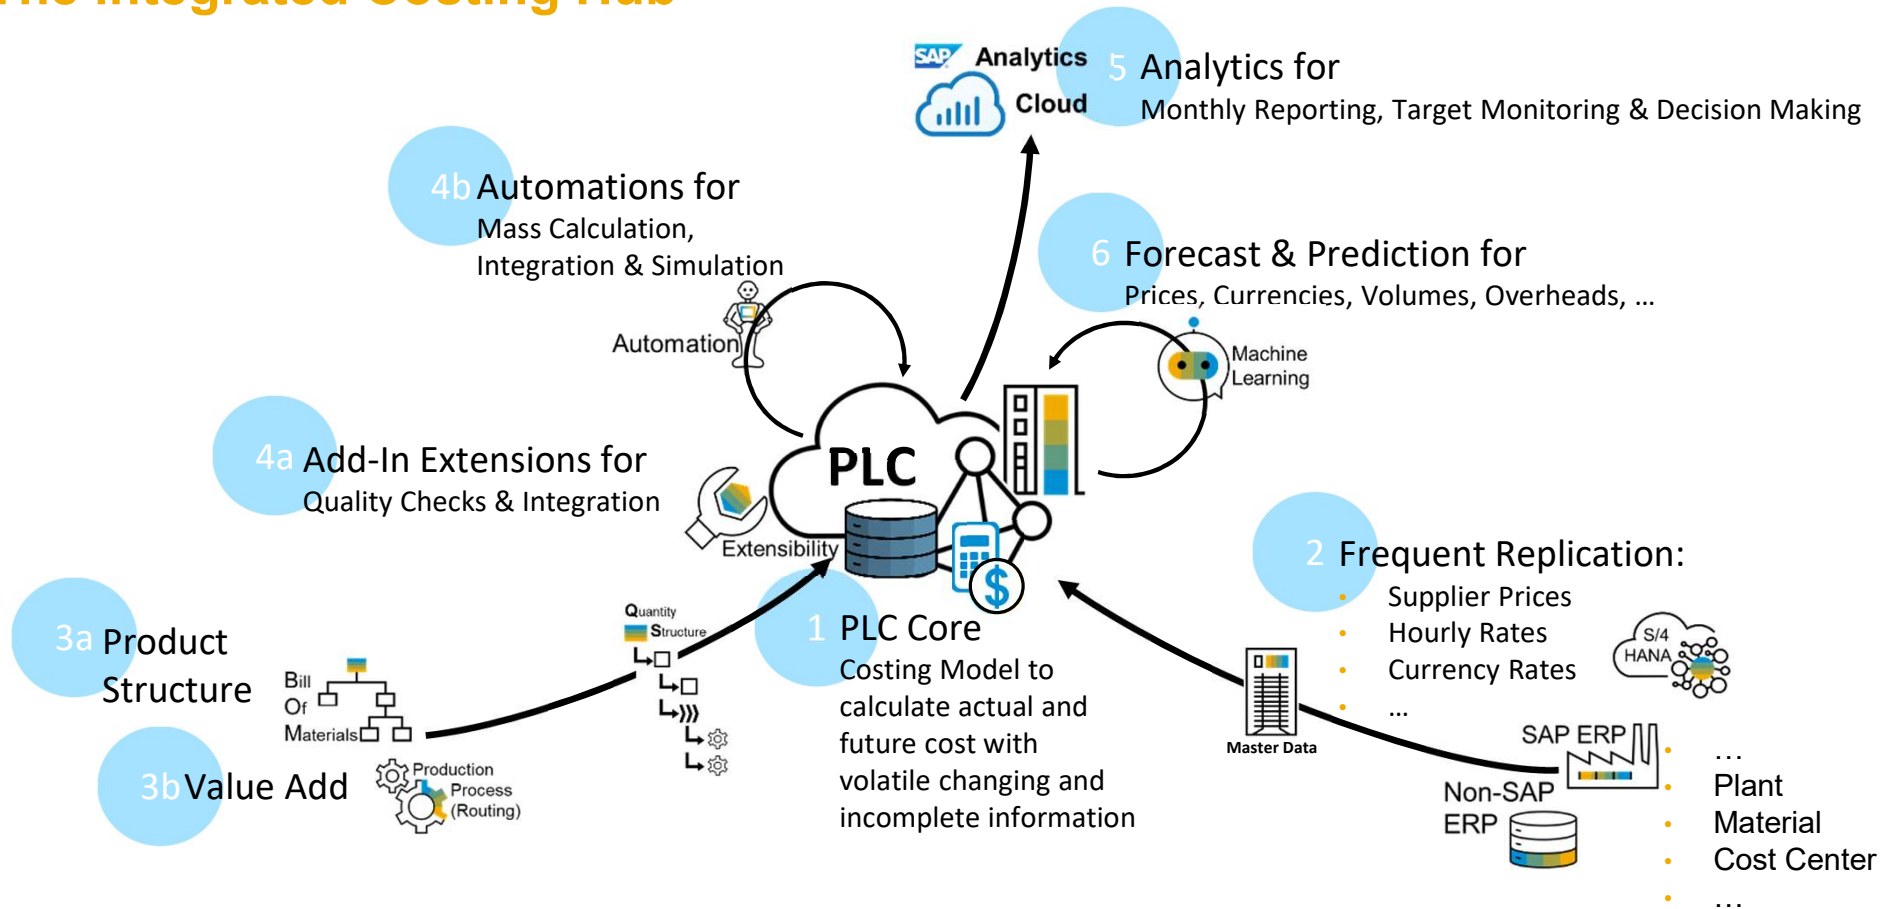 The Integrated Costing Hub
SAP Analytics
Cloud
5 Analytics for
Monthly Reporting, Target Monitoring & Decision Making
4b Automations for
Mass Calculation,
Integration & Simulation
Automation
6 Forecast & Prediction for
Prices, Currencies, Volumes, Overheads, ...
Machine
Learning
4a Add-In Extensions for
Quality Checks & Integration
Extensibility
PLC
$
2 Frequent Replication:
• Supplier Prices
• Hourly Rates
• Currency Rates
• ...
S/4
HANA
Master Data
SAP ERP
Non-SAP
ERP
• ...
• Plant
• Material
• Cost Center
• ...
1 PLC Core
Costing Model to
calculate actual and
future cost with
volatile changing and
incomplete information
Quantity
Structure
3a Product
Structure
Bill
Of
Materials
3b Value Add
Production
Process
(Routing)